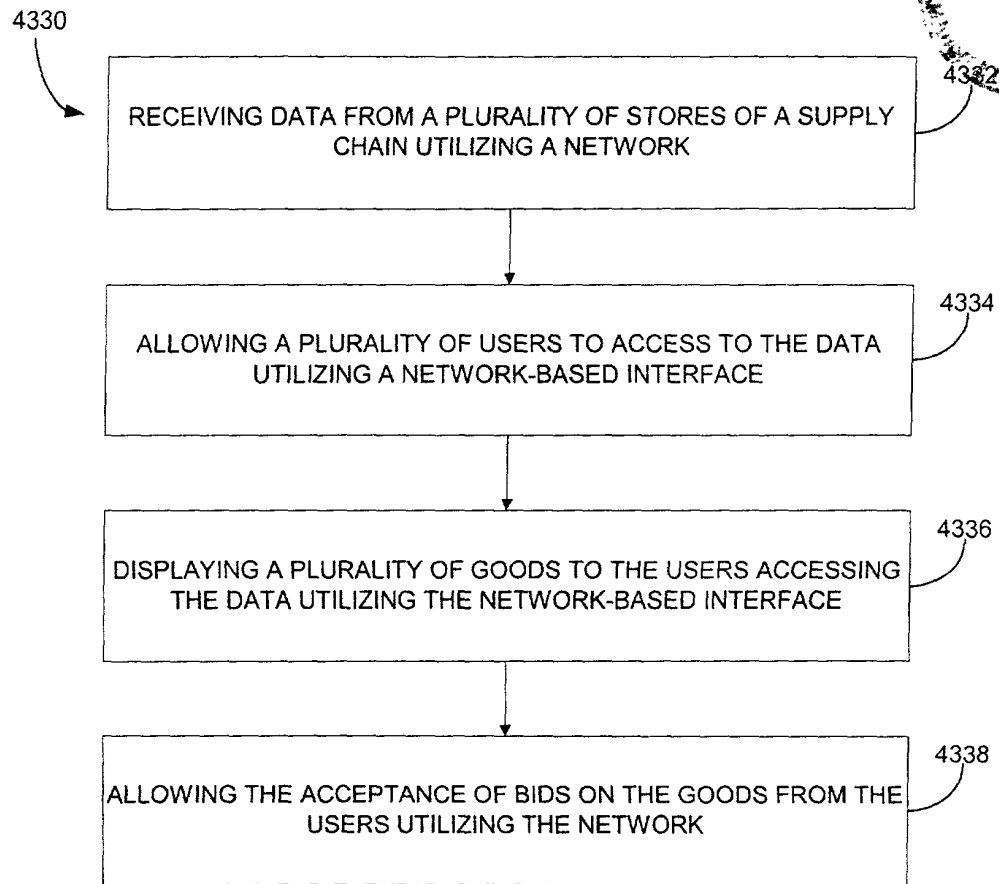 4330
4332
RECEIVING DATA FROM A PLURALITY OF STORES OF A SUPPLY
CHAIN UTILIZING A NETWORK
4334
ALLOWING A PLURALITY OF USERS TO ACCESS TO THE DATA
UTILIZING A NETWORK-BASED INTERFACE
4336
DISPLAYING A PLURALITY OF GOODS TO THE USERS ACCESSING
THE DATA UTILIZING THE NETWORK-BASED INTERFACE
4338
ALLOWING THE ACCEPTANCE OF BIDS ON THE GOODS FROM THE
USERS UTILIZING THE NETWORK